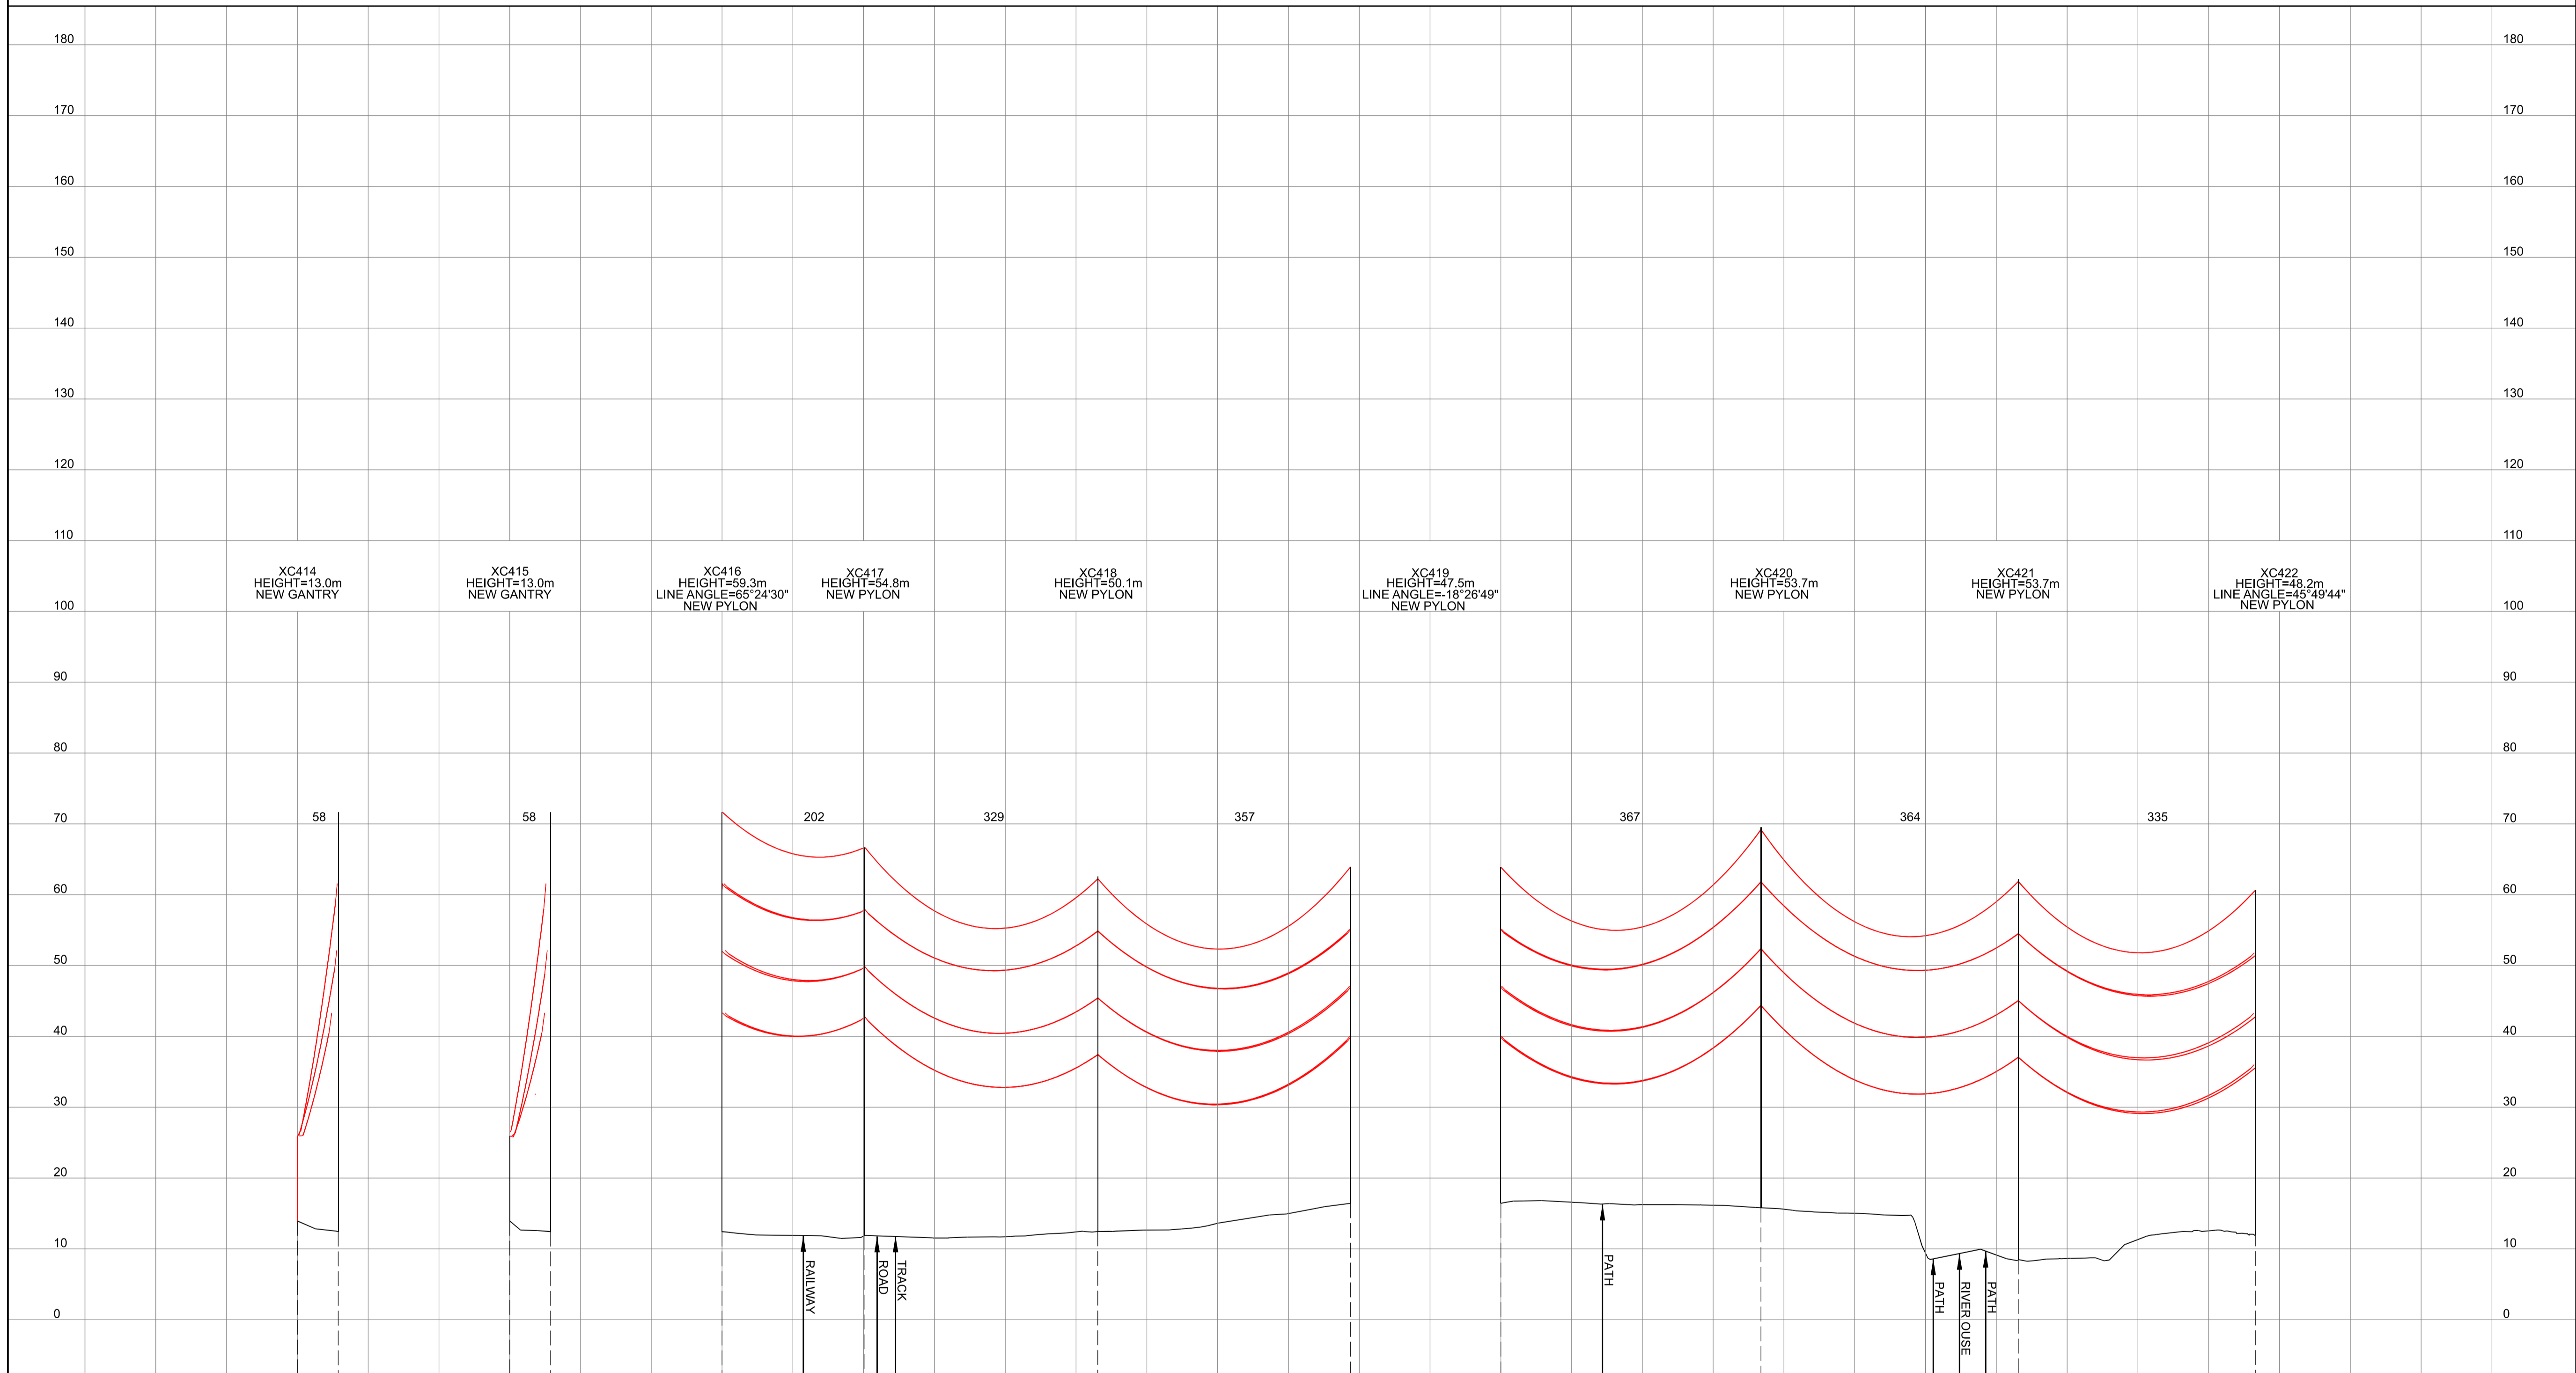 180 180
170 170
160 160
150 150
140 140
130 130
120 120
110 110
XC414
HEIGHT=13.0m
NEW GANTRY
XC415
HEIGHT=13.0m
NEW GANTRY
XC416
HEIGHT=59.3m
LINE ANGLE=65°24'30"
NEW PYLON
XC417
HEIGHT=54.8m
NEW PYLON
XC418
HEIGHT=50.1m
NEW PYLON
XC419
HEIGHT=47.5m
LINE ANGLE=-18°26'49"
NEW PYLON
XC420
HEIGHT=53.7m
NEW PYLON
XC421
HEIGHT=53.7m
NEW PYLON
XC422
HEIGHT=48.2m
LINE ANGLE=45°49'44"
NEW PYLON
100 100
90 90
80 80
70 58 58 202 329 357 367 364 335 70
60 60
50 50
40 40
30 30
20 20
10 10
RAILWAY
ROAD
TRACK
PATH
PATH
RIVER OUSE
PATH
0 0